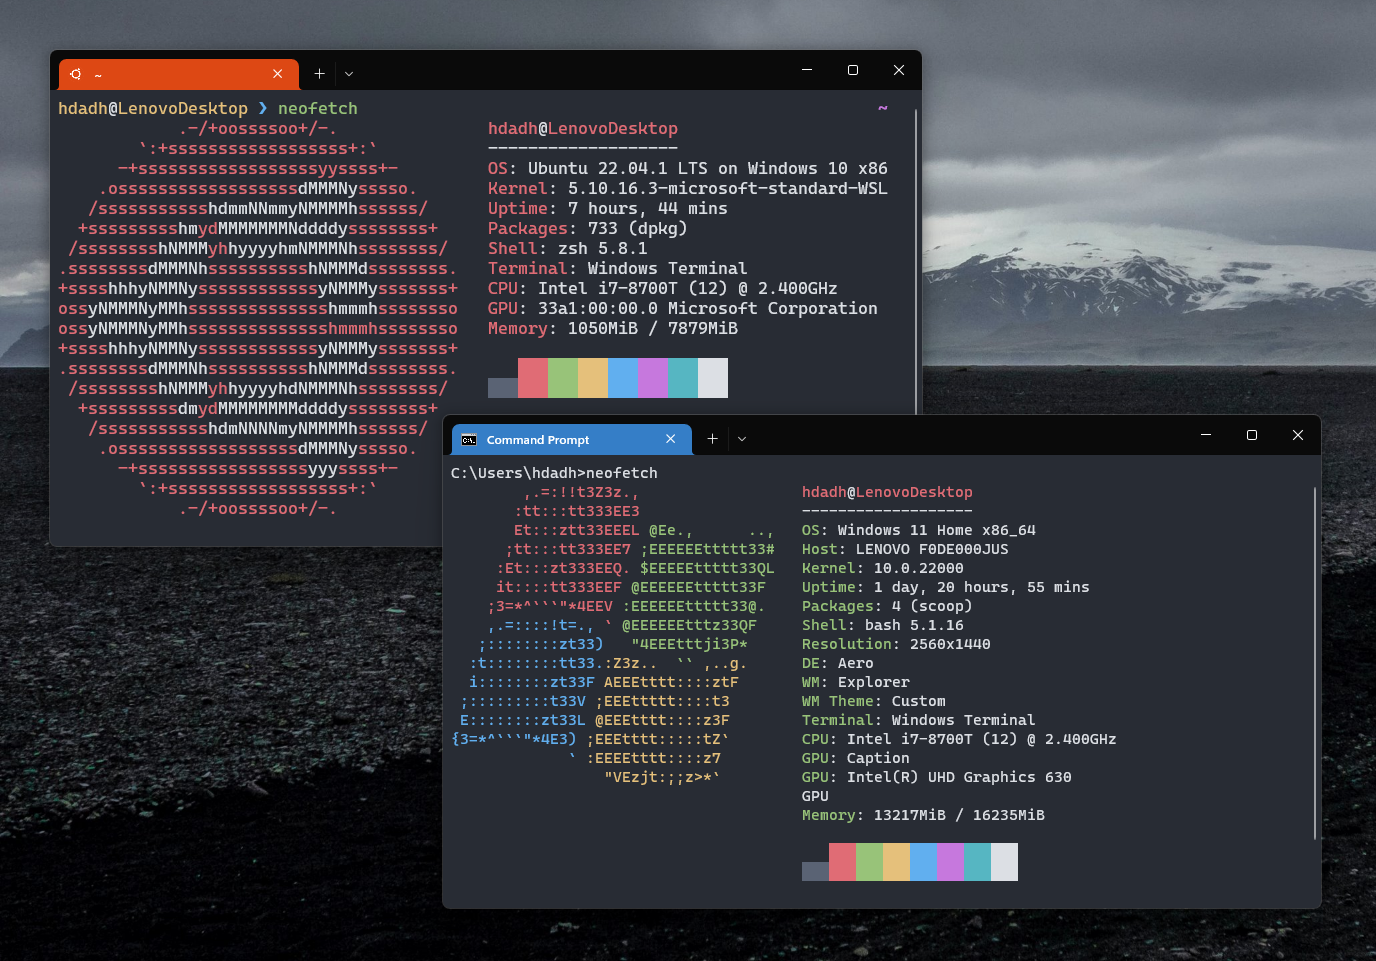 ~
hdadh@LenovoDesktop ❯ neofetch ~
.-/+oossssoo+/-.
`:+ssssssssssssssssss+:`
-+ssssssssssssssssssyyssss+-
.ossssssssssssssssssdMMMNysssso.
/ssssssssssshdmmNNmmyNMMMMhssssss/
+ssssssssshmydMMMMMMMNddddyssssssss+
/sssssssshNMMMyhhyyyyhmNMMMNhssssssss/
.ssssssssdMMMNhsssssssssshNMMMdssssssss.
+sssshhhyNMMNyssssssssssssyNMMMysssssss+
ossyNMMMNyMMhsssssssssssssshmmmhssssssso
ossyNMMMNyMMhsssssssssssssshmmmhssssssso
+sssshhhyNMMNyssssssssssssyNMMMysssssss+
.ssssssssdMMMNhsssssssssshNMMMdssssssss.
/sssssssshNMMMyhhyyyyhdNMMMNhssssssss/
+sssssssssdmydMMMMMMMMddddyssssssss+
/ssssssssssshdmNNNNmyNMMMMhssssss/
.ossssssssssssssssssdMMMNysssso.
-+sssssssssssssssssyyyssss+-
`:+ssssssssssssssssss+:`
.-/+oossssoo+/-.
hdadh@LenovoDesktop
-------------------
OS: Ubuntu 22.04.1 LTS on Windows 10 x86
Kernel: 5.10.16.3-microsoft-standard-WSL
Uptime: 7 hours, 44 mins
Packages: 733 (dpkg)
Shell: zsh 5.8.1
Terminal: Windows Terminal
CPU: Intel i7-8700T (12) @ 2.400GHz
GPU: 33a1:00:00.0 Microsoft Corporation
Memory: 1050MiB / 7879MiB
Command Prompt
C:\Users\hdadh>neofetch
,.=:!!t3Z3z.,
:tt:::tt333EE3
Et:::ztt33EEEL @Ee., ..,
;tt:::tt333EE7 ;EEEEEEttttt33#
:Et:::zt333EEQ. $EEEEEttttt33QL
it::::tt333EEF @EEEEEEttttt33F
;3=*^```"*4EEV :EEEEEEttttt33@.
,.=::::!t=., ` @EEEEEEtttz33QF
;::::::::zt33) "4EEEtttji3P*
:t::::::::tt33.:Z3z.. `` ,..g.
i::::::::zt33F AEEEtttt::::ztF
;:::::::::t33V ;EEEttttt::::t3
E::::::::zt33L @EEEtttt::::z3F
{3=*^```"*4E3) ;EEEtttt:::::tZ`
` :EEEEtttt::::z7
"VEzjt:;;z>*`
hdadh@LenovoDesktop
-------------------
OS: Windows 11 Home x86_64
Host: LENOVO F0DE000JUS
Kernel: 10.0.22000
Uptime: 1 day, 20 hours, 55 mins
Packages: 4 (scoop)
Shell: bash 5.1.16
Resolution: 2560x1440
DE: Aero
WM: Explorer
WM Theme: Custom
Terminal: Windows Terminal
CPU: Intel i7-8700T (12) @ 2.400GHz
GPU: Caption
GPU: Intel(R) UHD Graphics 630
GPU
Memory: 13217MiB / 16235MiB